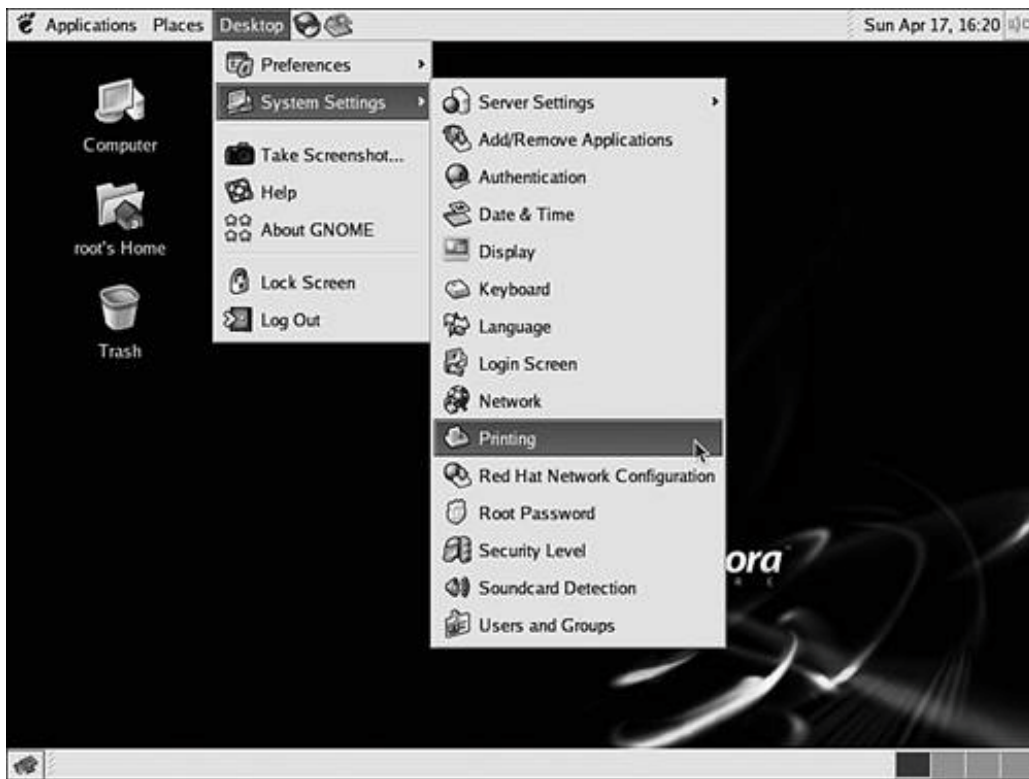 Applications Places Desktop
Sun Apr 17, 16:20
Computer
root's Home
Trash
Preferences
System Settings
Take Screenshot...
Help
About GNOME
Lock Screen
Log Out
Server Settings
Add/Remove Applications
Authentication
Date & Time
Display
Keyboard
Language
Login Screen
Network
Printing
Red Hat Network Configuration
Root Password
Security Level
Soundcard Detection
Users and Groups
ora
R E